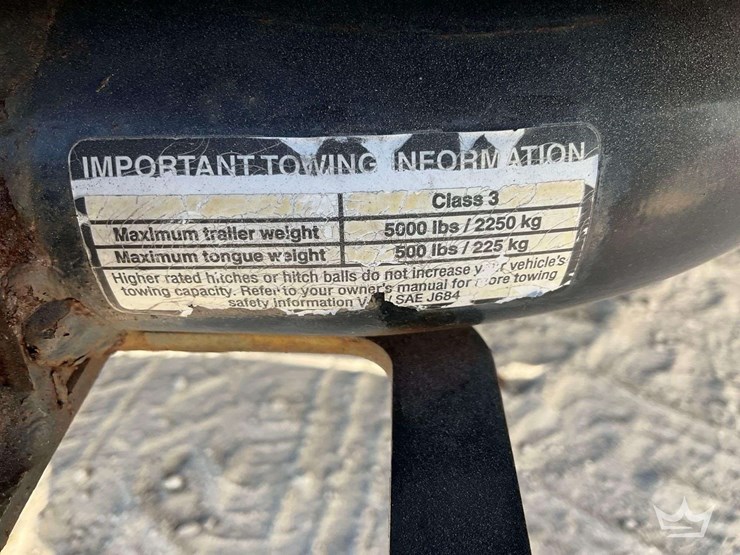 IMPORTANT TOWING INFORMATION
Class 3
Maximum trailer weight 5000 lbs / 2250 kg
Maximum tongue weight 500 lbs / 225 kg
Higher rated hitches or hitch balls do not increase your vehicle's
towing capacity. Refer to your owner's manual for more towing
safety information SAE J684